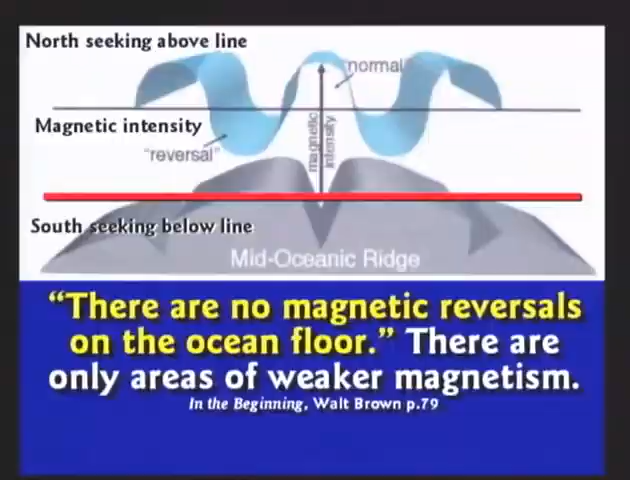 North seeking above line
normal
Magnetic intensity
"reversal"
magnetic
intensity
South seeking below line
Mid-Oceanic Ridge
“There are no magnetic reversals
on the ocean floor.” There are
only areas of weaker magnetism.
In the Beginning, Walt Brown p.79